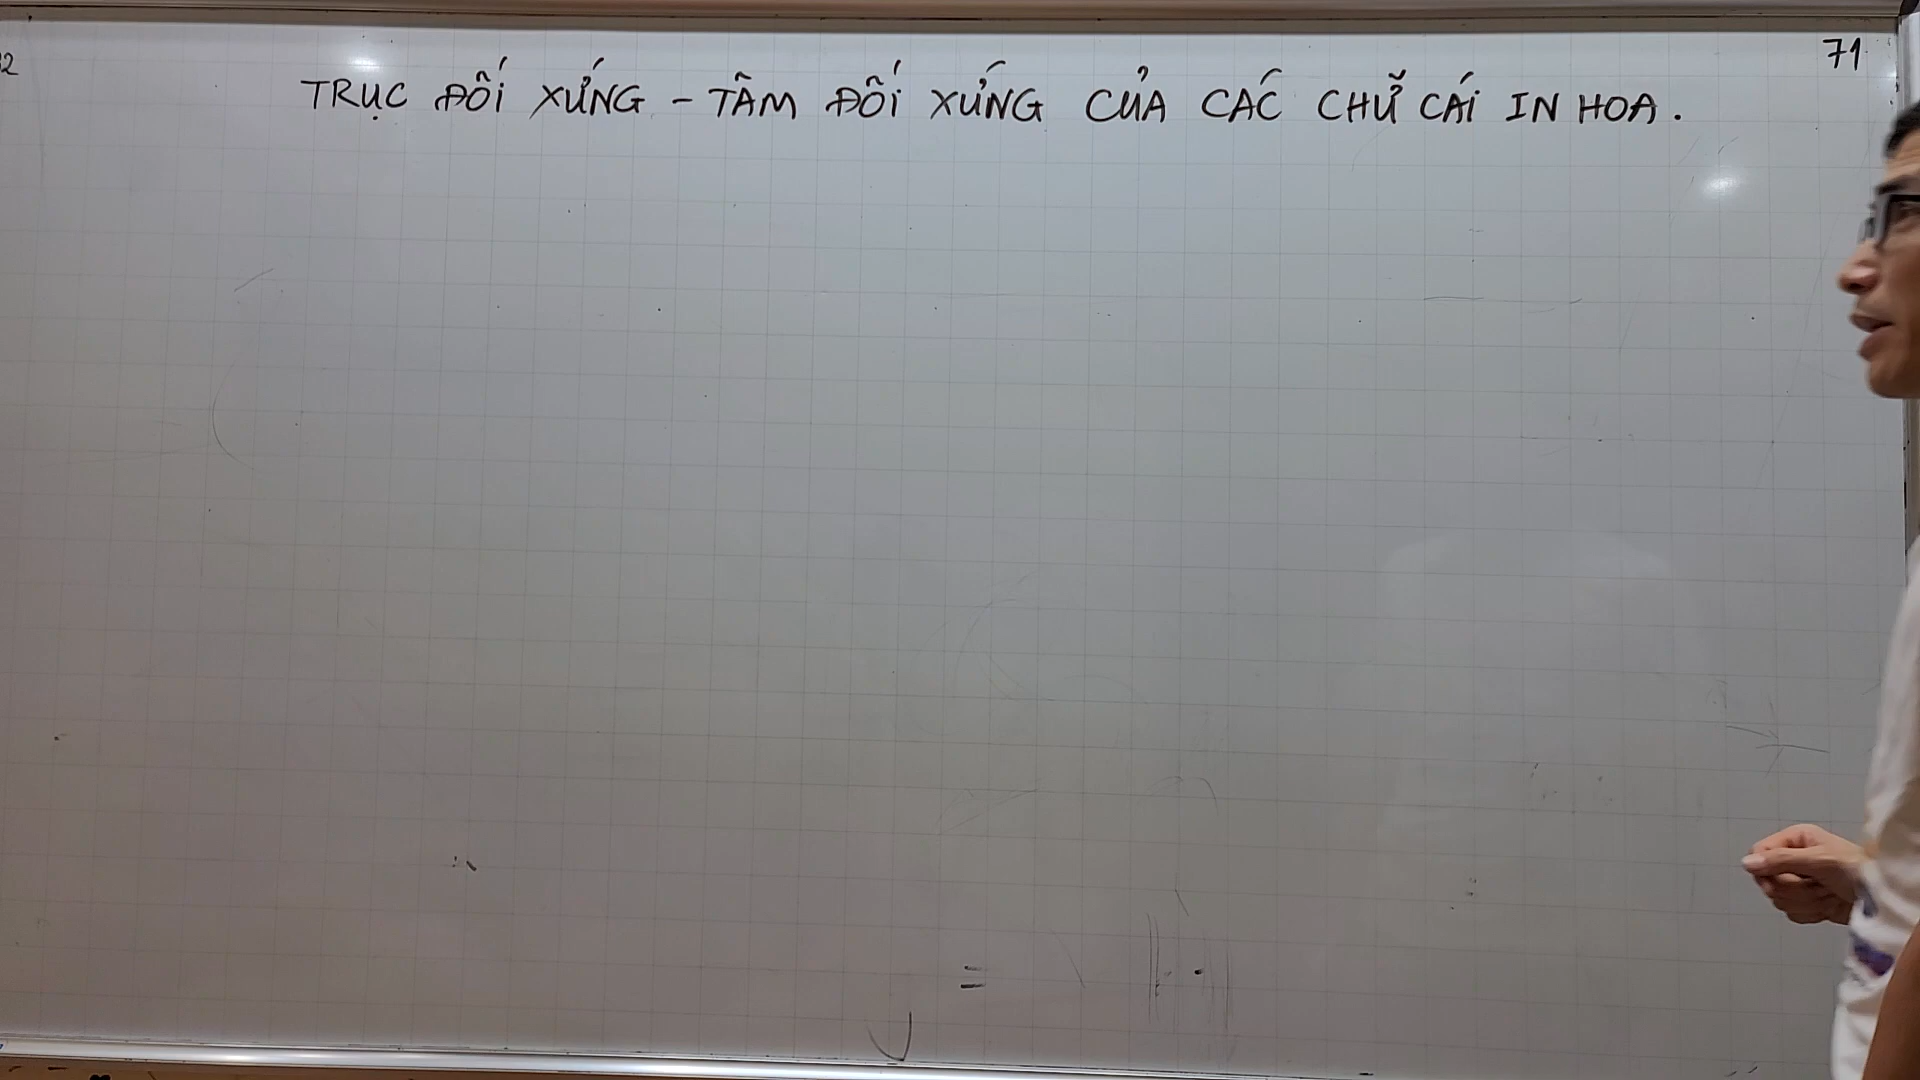 71
TRỤC ĐỐI XỨNG - TÂM ĐỐI XỨNG CỦA CÁC CHỮ CÁI IN HOA.